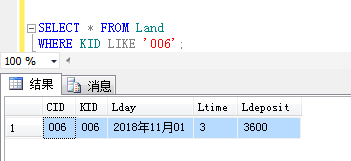 SELECT * FROM Land
WHERE KID LIKE '006';
100 %
结果 消息
CID KID Lday Ltime Ldeposit
1 006 006 2018年11月01 3 3600